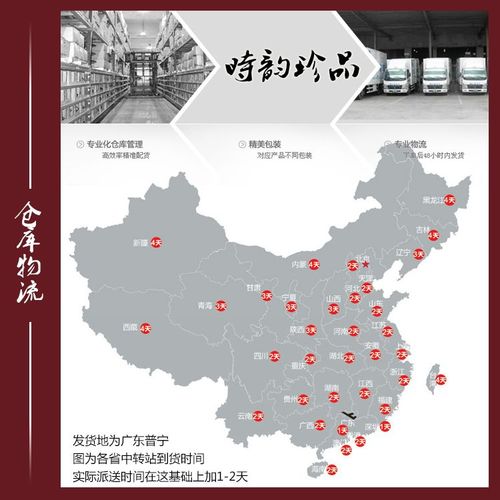 時韵珍品
专业化仓库管理
高效率精准配货
精美包装
对应产品不同包装
专业物流
下单后48小时内发货
仓库物流
黑龙江 4天
吉林 4天
辽宁 3天
新疆 4天
内蒙 4天
北京 2天
天津 2天
河北 2天
甘肃 3天
宁夏 3天
山西 3天
山东 2天
青海 3天
陕西 3天
河南 2天
江苏 2天
西藏 4天
四川 2天
重庆 2天
湖北 2天
安徽 2天
上海 2天
浙江 2天
台湾 4天
贵州 2天
湖南 2天
江西 2天
福建 2天
云南 2天
广西 2天
广东 1天
深圳 1天
2天
2天
海南 2天
发货地为广东普宁
图为各省中转站到货时间
实际派送时间在这基础上加1-2天